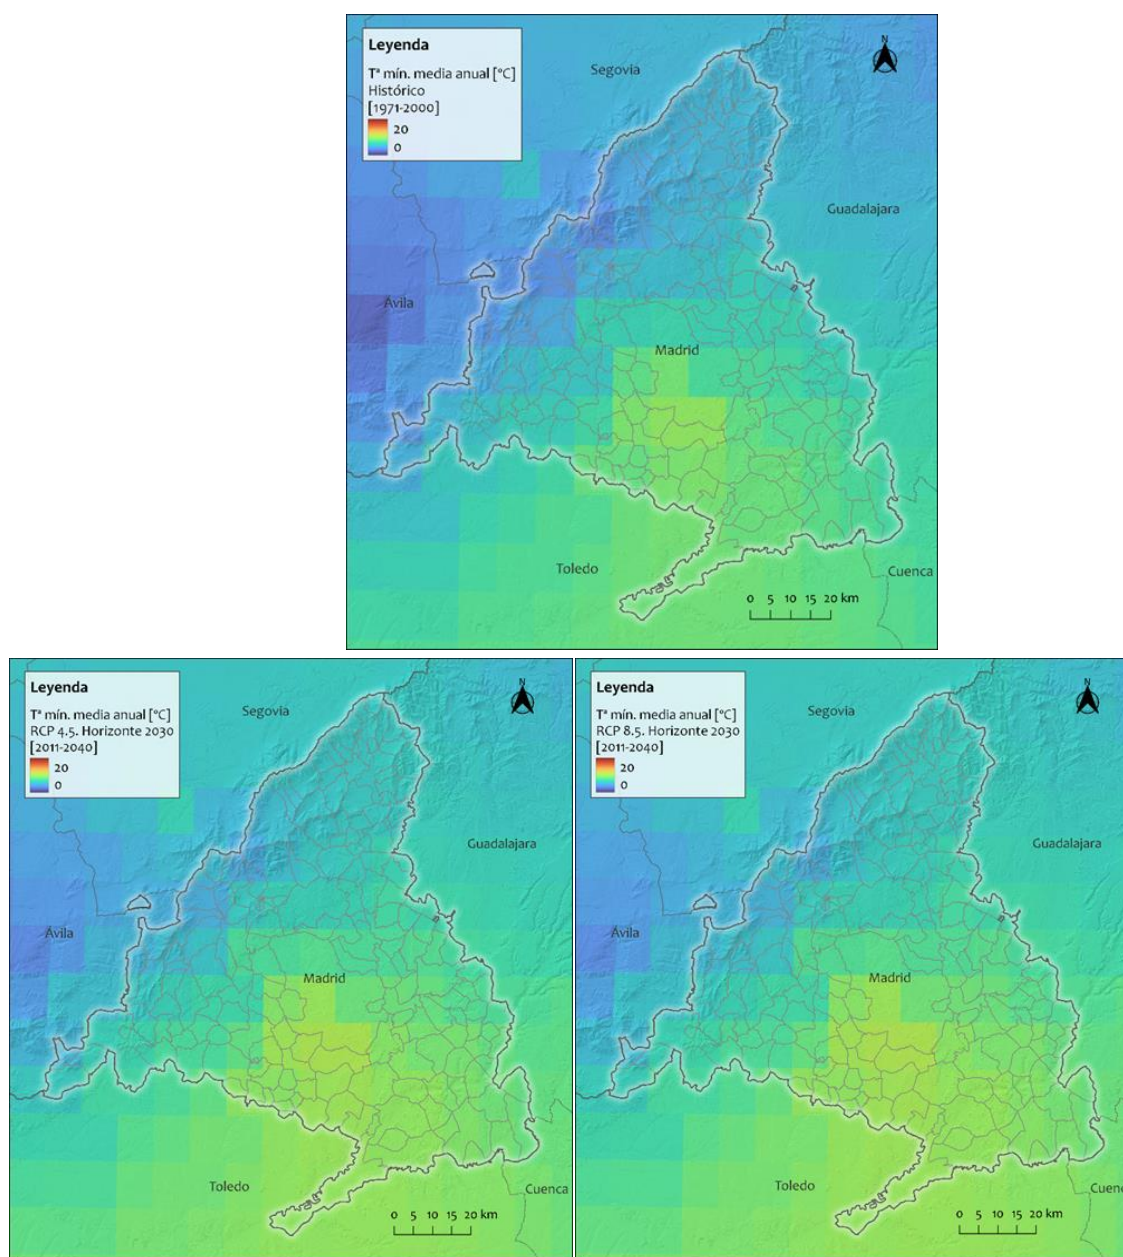 Leyenda
Tª mín. media anual [°C]
Histórico
[1971-2000]
20
0
N
Segovia
Guadalajara
Ávila
Madrid
Toledo
Cuenca
0 5 10 15 20 km
Leyenda
Tª mín. media anual [°C]
RCP 4.5. Horizonte 2030
[2011-2040]
20
0
N
Segovia
Guadalajara
Ávila
Madrid
Toledo
Cuenca
0 5 10 15 20 km
Leyenda
Tª mín. media anual [°C]
RCP 8.5. Horizonte 2030
[2011-2040]
20
0
N
Segovia
Guadalajara
Ávila
Madrid
Toledo
Cuenca
0 5 10 15 20 km